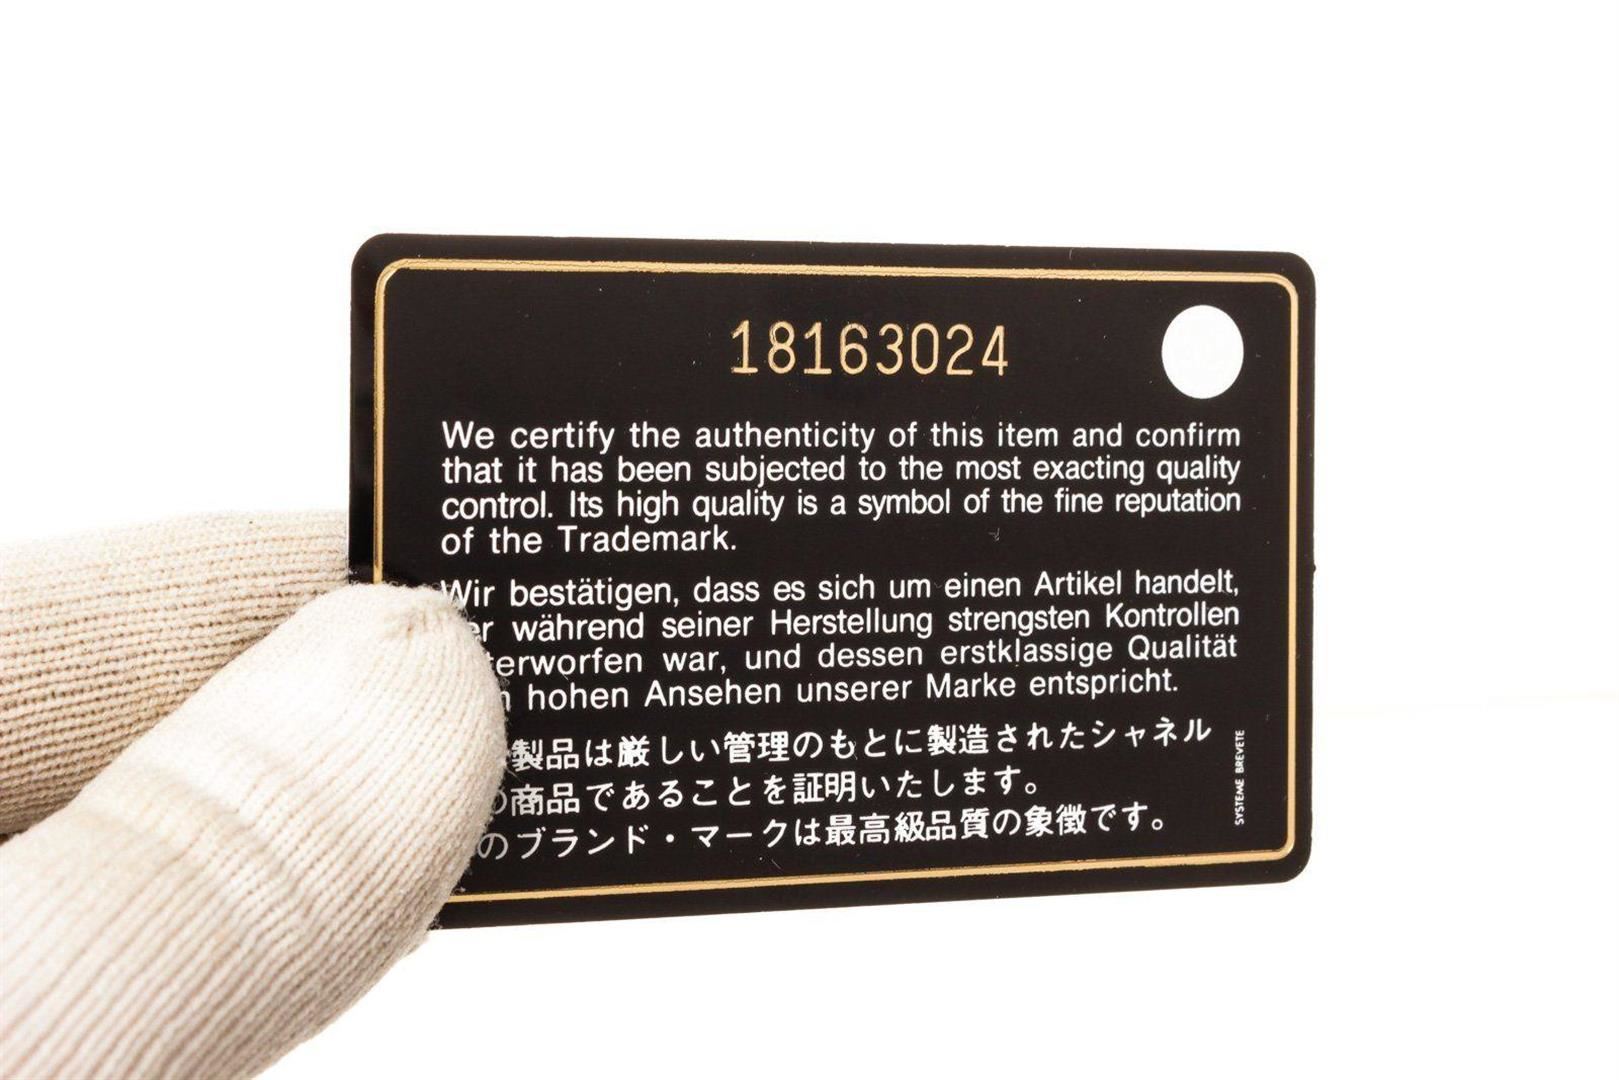 18163024
We certify the authenticity of this item and confirm
that it has been subjected to the most exacting quality
control. Its high quality is a symbol of the fine reputation
of the Trademark.
Wir bestätigen, dass es sich um einen Artikel handelt,
während seiner Herstellung strengsten Kontrollen
war, und dessen erstklassige Qualität
hohen Ansehen unserer Marke entspricht.
製品は厳しい管理のもとに製造されたシャネル
商品であることを証明いたします。
のブランド・マークは最高級品質の象徴です。
SYSTEME BREVETE